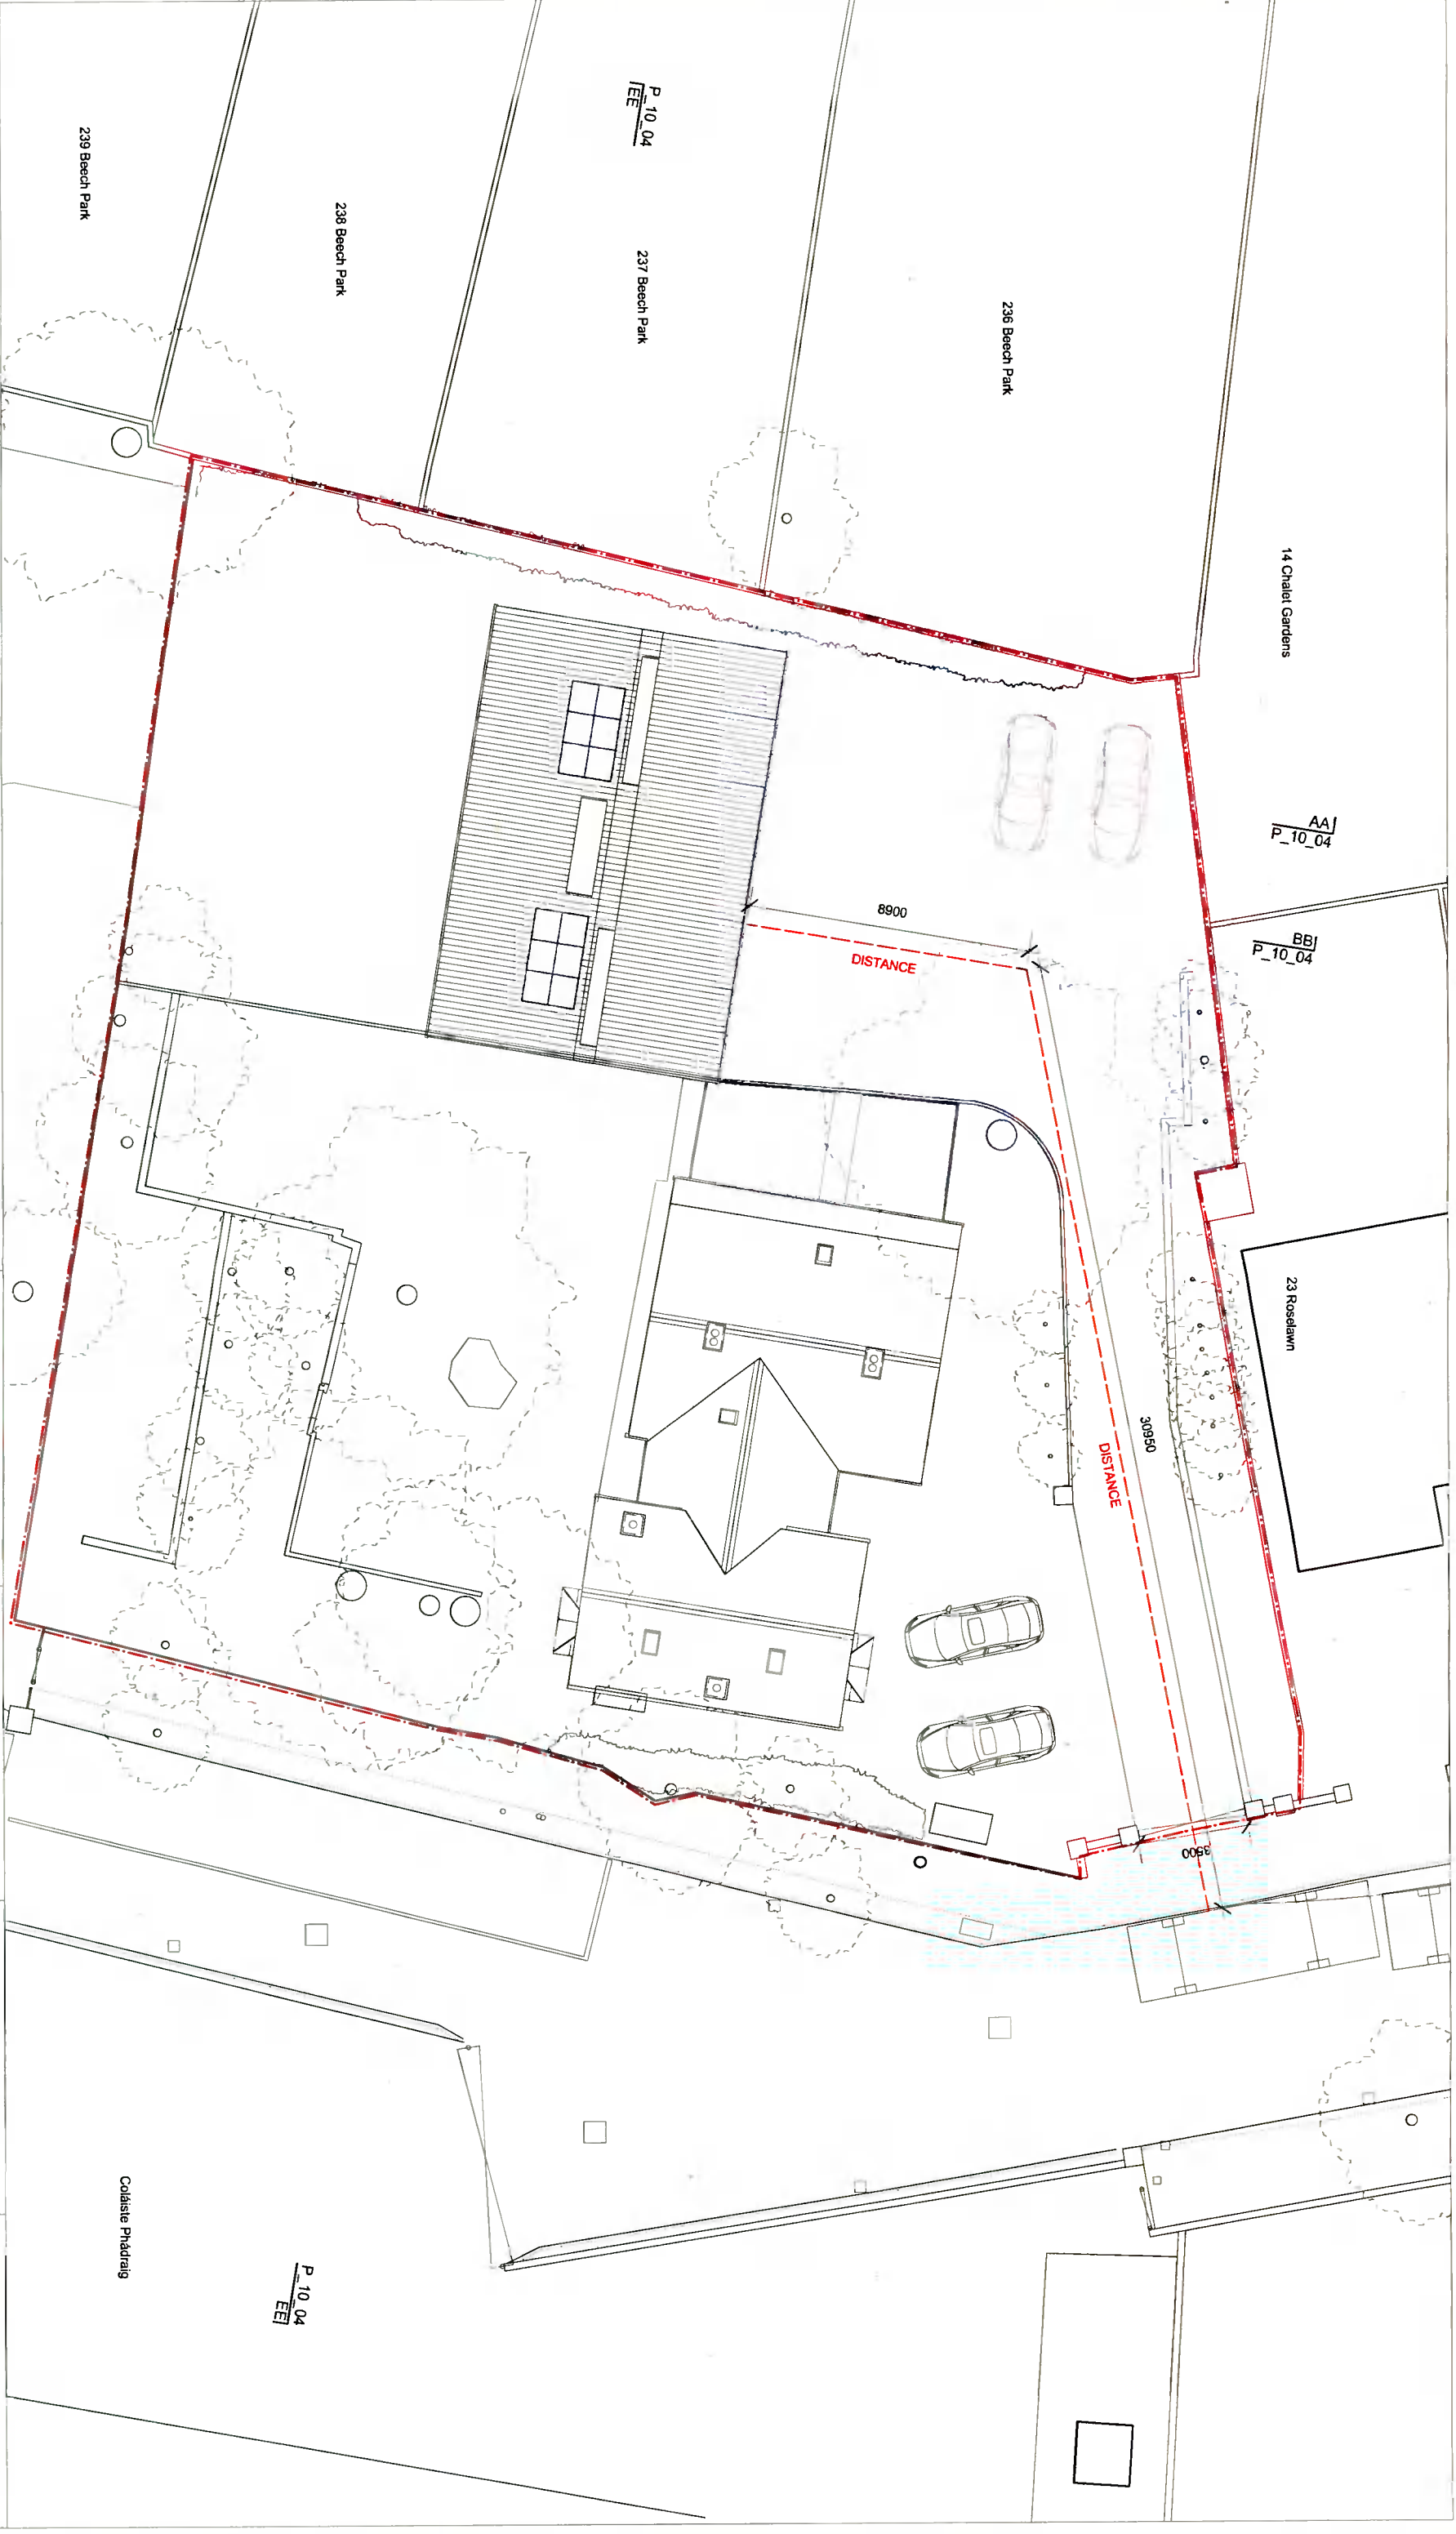 P_10_04
EE
239 Beech Park
238 Beech Park
237 Beech Park
236 Beech Park
14 Chalet Gardens
AA
P_10_04
BB
P_10_04
8900
DISTANCE
23 Roselawn
30950
DISTANCE
3500
Coláiste Phádraig
P_10_04
EE